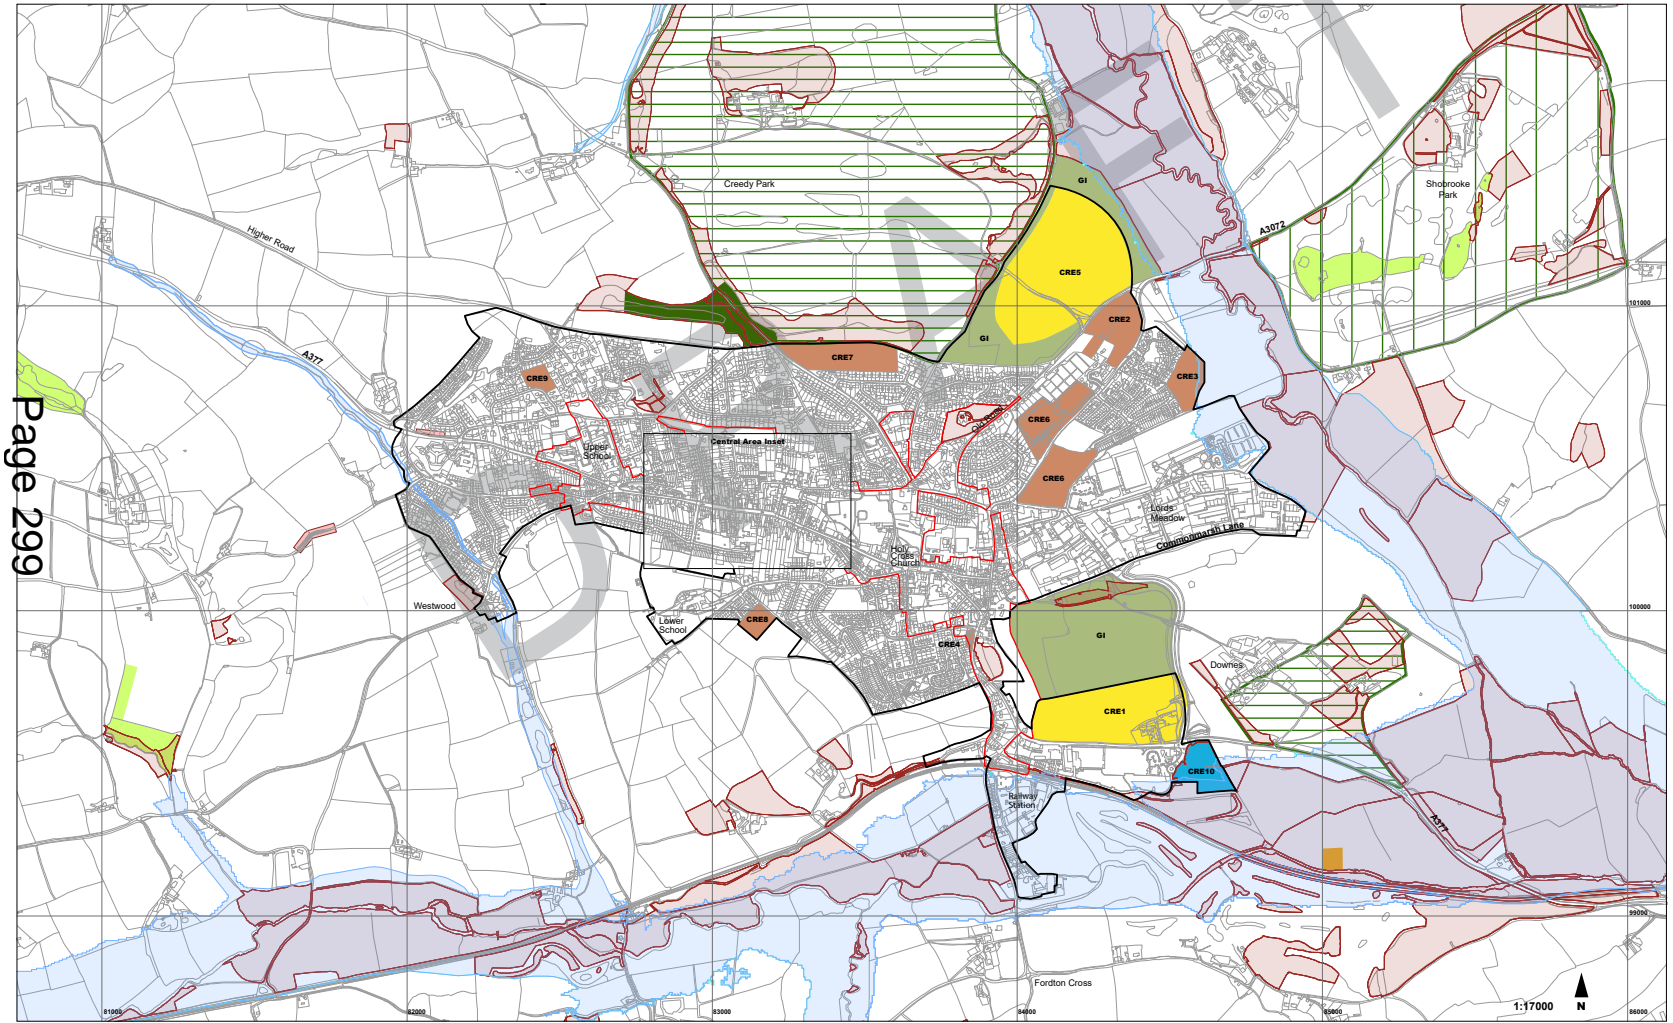 Creedy Park
Shobrooke
Park
GI
A3072
Higher Road
CRE5
101000
CRE2
GI
A377
CRE7
CRE9
CRE3
Old Road
CRE6
Central Area Inset
Upper
School
CRE6
Page 2299
Lords
Meadow
Commonmarsh Lane
Holy
Cross
Church
Westwood
100000
Lower
School
CRE8
GI
CRE4
Downes
CRE1
CRE10
Railway
Station
A377
99000
Fordton Cross
1:17000
N
81000
82000
83000
84000
85000
86000
DRAFT